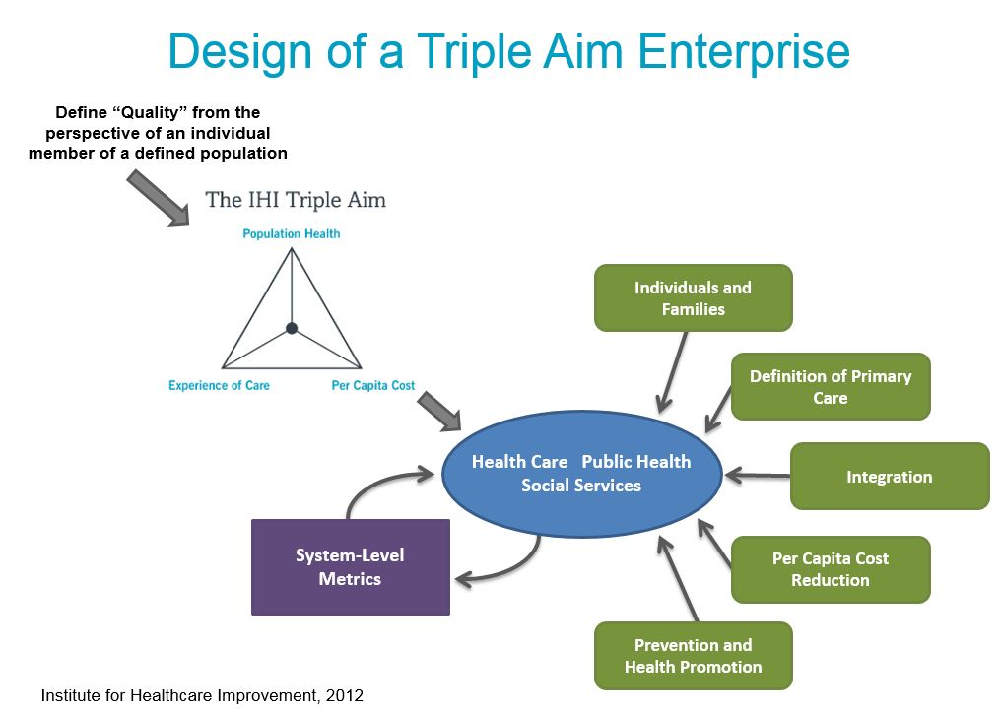 Design of a Triple Aim Enterprise
Define “Quality” from the
perspective of an individual
member of a defined population
The IHI Triple Aim
Population Health
Experience of Care
Per Capita Cost
Individuals and
Families
Definition of Primary
Care
Health Care   Public Health
Social Services
Integration
System-Level
Metrics
Per Capita Cost
Reduction
Prevention and
Health Promotion
Institute for Healthcare Improvement, 2012